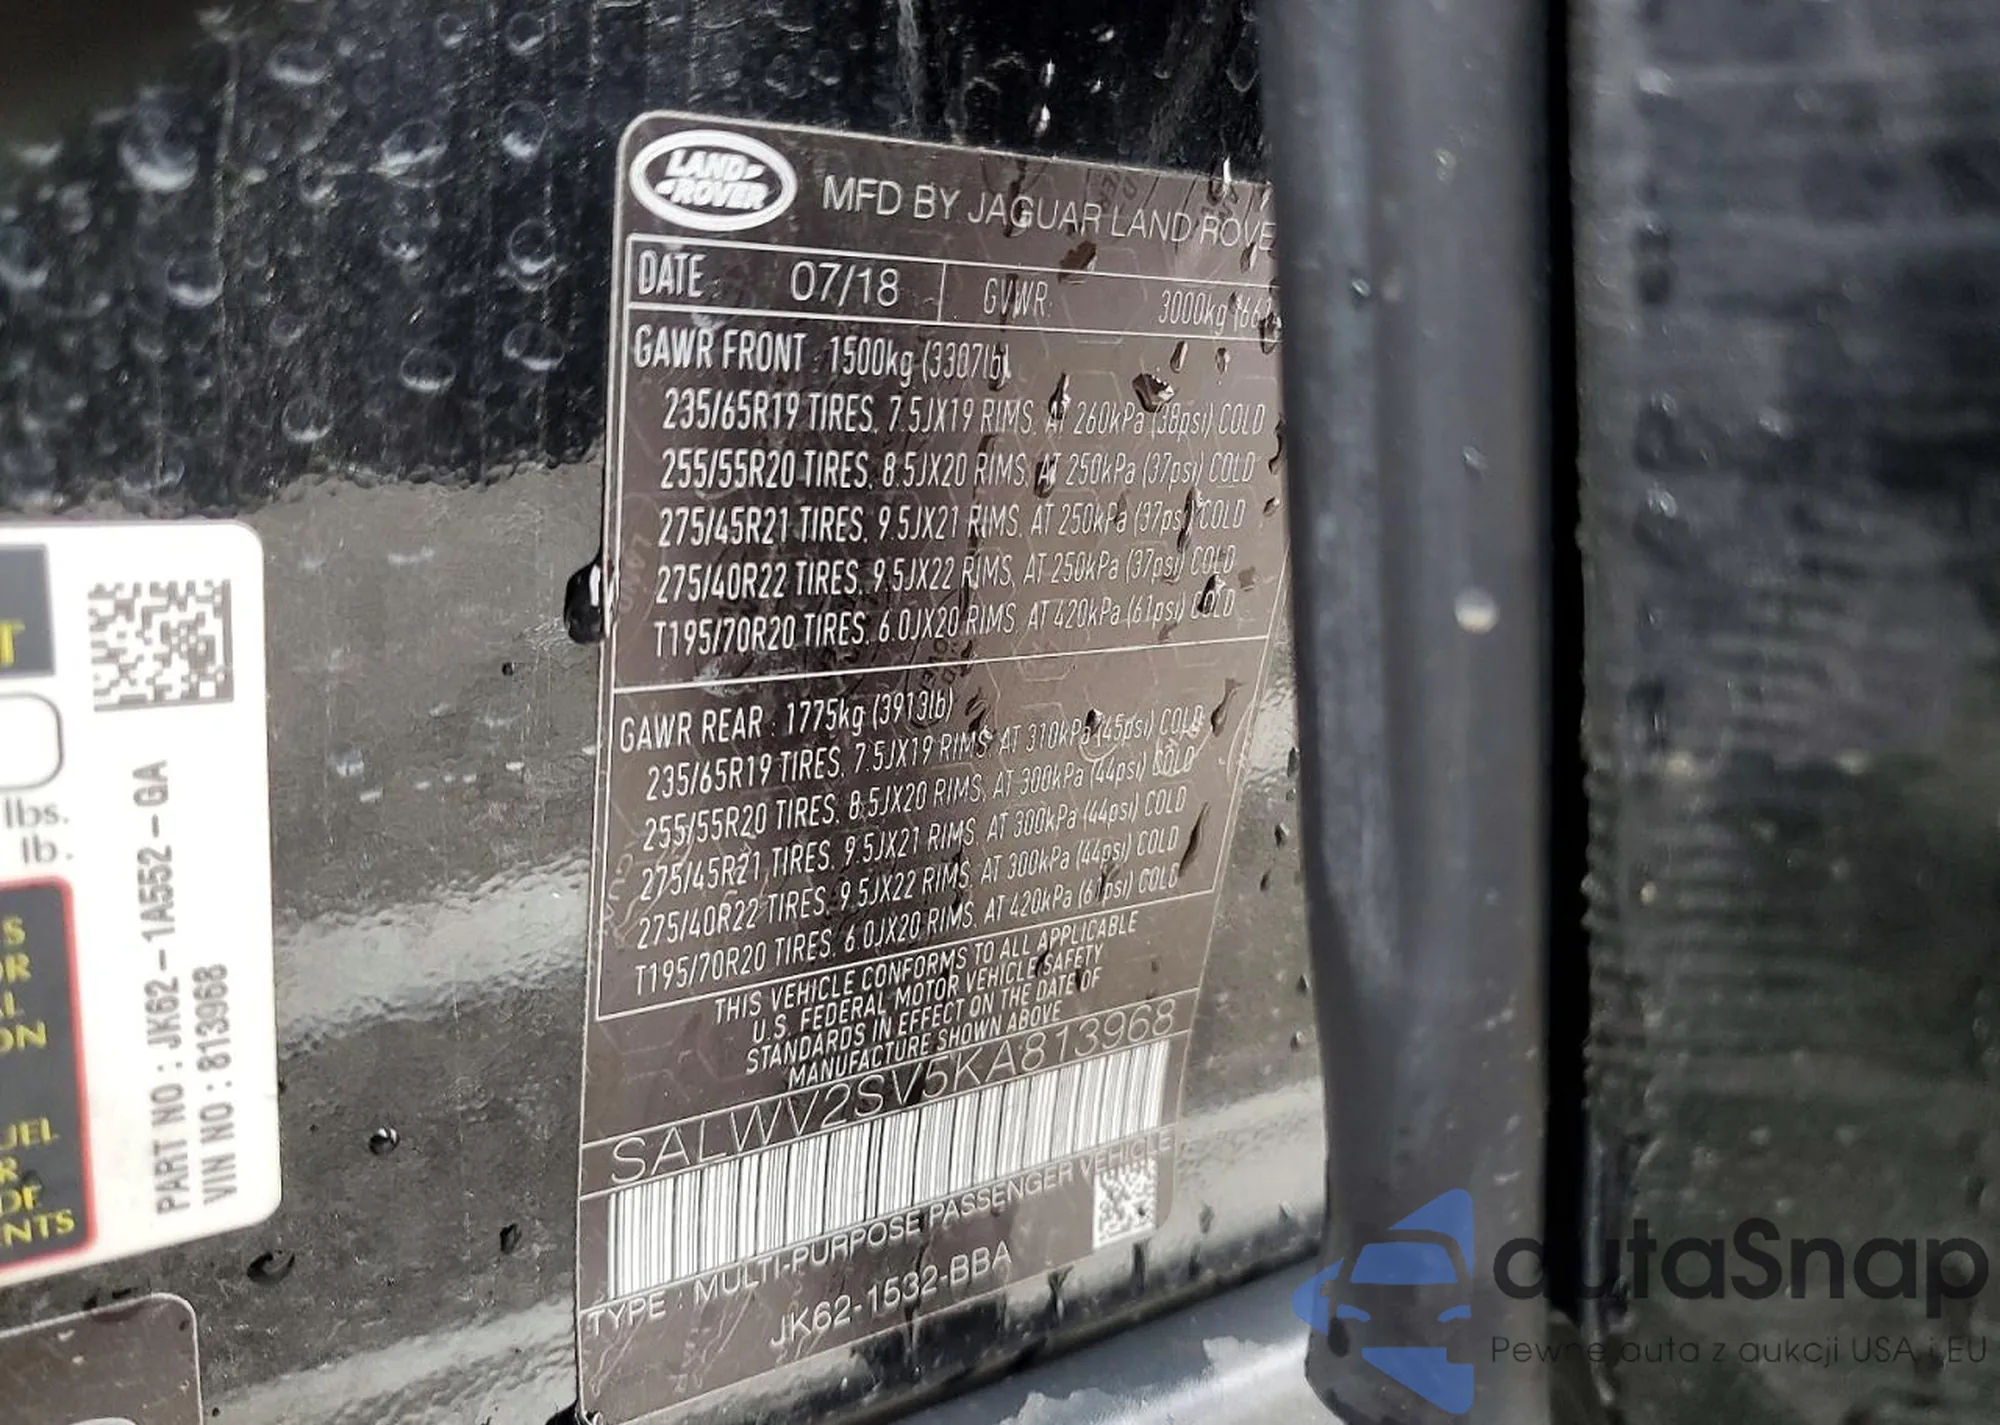 LAND ROVER
MFD BY JAGUAR LAND ROVE
DATE : 07/18 GVWR: 3000kg (66
GAWR FRONT : 1500kg (3307lb)
235/65R19 TIRES, 7.5JX19 RIMS, AT 260kPa (38psi) COLD
255/55R20 TIRES, 8.5JX20 RIMS, AT 250kPa (37psi) COLD
275/45R21 TIRES, 9.5JX21 RIMS, AT 250kPa (37psi) COLD
275/40R22 TIRES, 9.5JX22 RIMS, AT 250kPa (37psi) COLD
T195/70R20 TIRES, 6.0JX20 RIMS, AT 420kPa (61psi) COLD
GAWR REAR : 1775kg (3913lb)
235/65R19 TIRES, 7.5JX19 RIMS, AT 310kPa (45psi) COLD
255/55R20 TIRES, 8.5JX20 RIMS, AT 300kPa (44psi) COLD
275/45R21 TIRES, 9.5JX21 RIMS, AT 300kPa (44psi) COLD
275/40R22 TIRES, 9.5JX22 RIMS, AT 300kPa (44psi) COLD
T195/70R20 TIRES, 6.0JX20 RIMS, AT 420kPa (61psi) COLD
THIS VEHICLE CONFORMS TO ALL APPLICABLE
U.S. FEDERAL MOTOR VEHICLE SAFETY
STANDARDS IN EFFECT ON THE DATE OF
MANUFACTURE SHOWN ABOVE
SALWV2SV5KA813968
TYPE : MULTI-PURPOSE PASSENGER VEHICLE
JK62-1532-BBA
T
lbs.
lb.
S
OR
ON
UEL
R
DE
NTS
PART NO : JK62-1A552-GA
VIN NO : 813968
autaSnap
Pewne auta z aukcji USA i EU